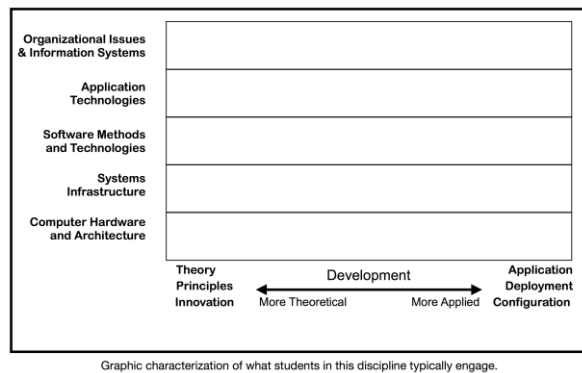 Organizational Issues
& Information Systems
Application
Technologies
Software Methods
and Technologies
Systems
Infrastructure
Computer Hardware
and Architecture
Theory
Principles
Innovation
Development
More Theoretical
More Applied
Application
Deployment
Configuration
Graphic characterization of what students in this discipline typically engage.